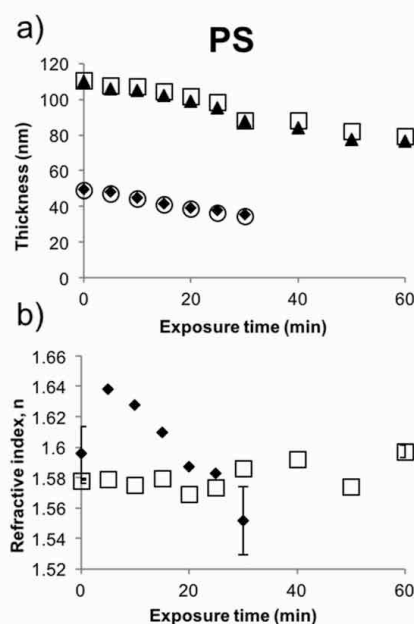 a)
PS
Thickness (nm)
120
100
80
60
40
20
0
0 20 40 60
Exposure time (min)
b)
Refractive index, n
1.66
1.64
1.62
1.6
1.58
1.56
1.54
1.52
0 20 40 60
Exposure time (min)